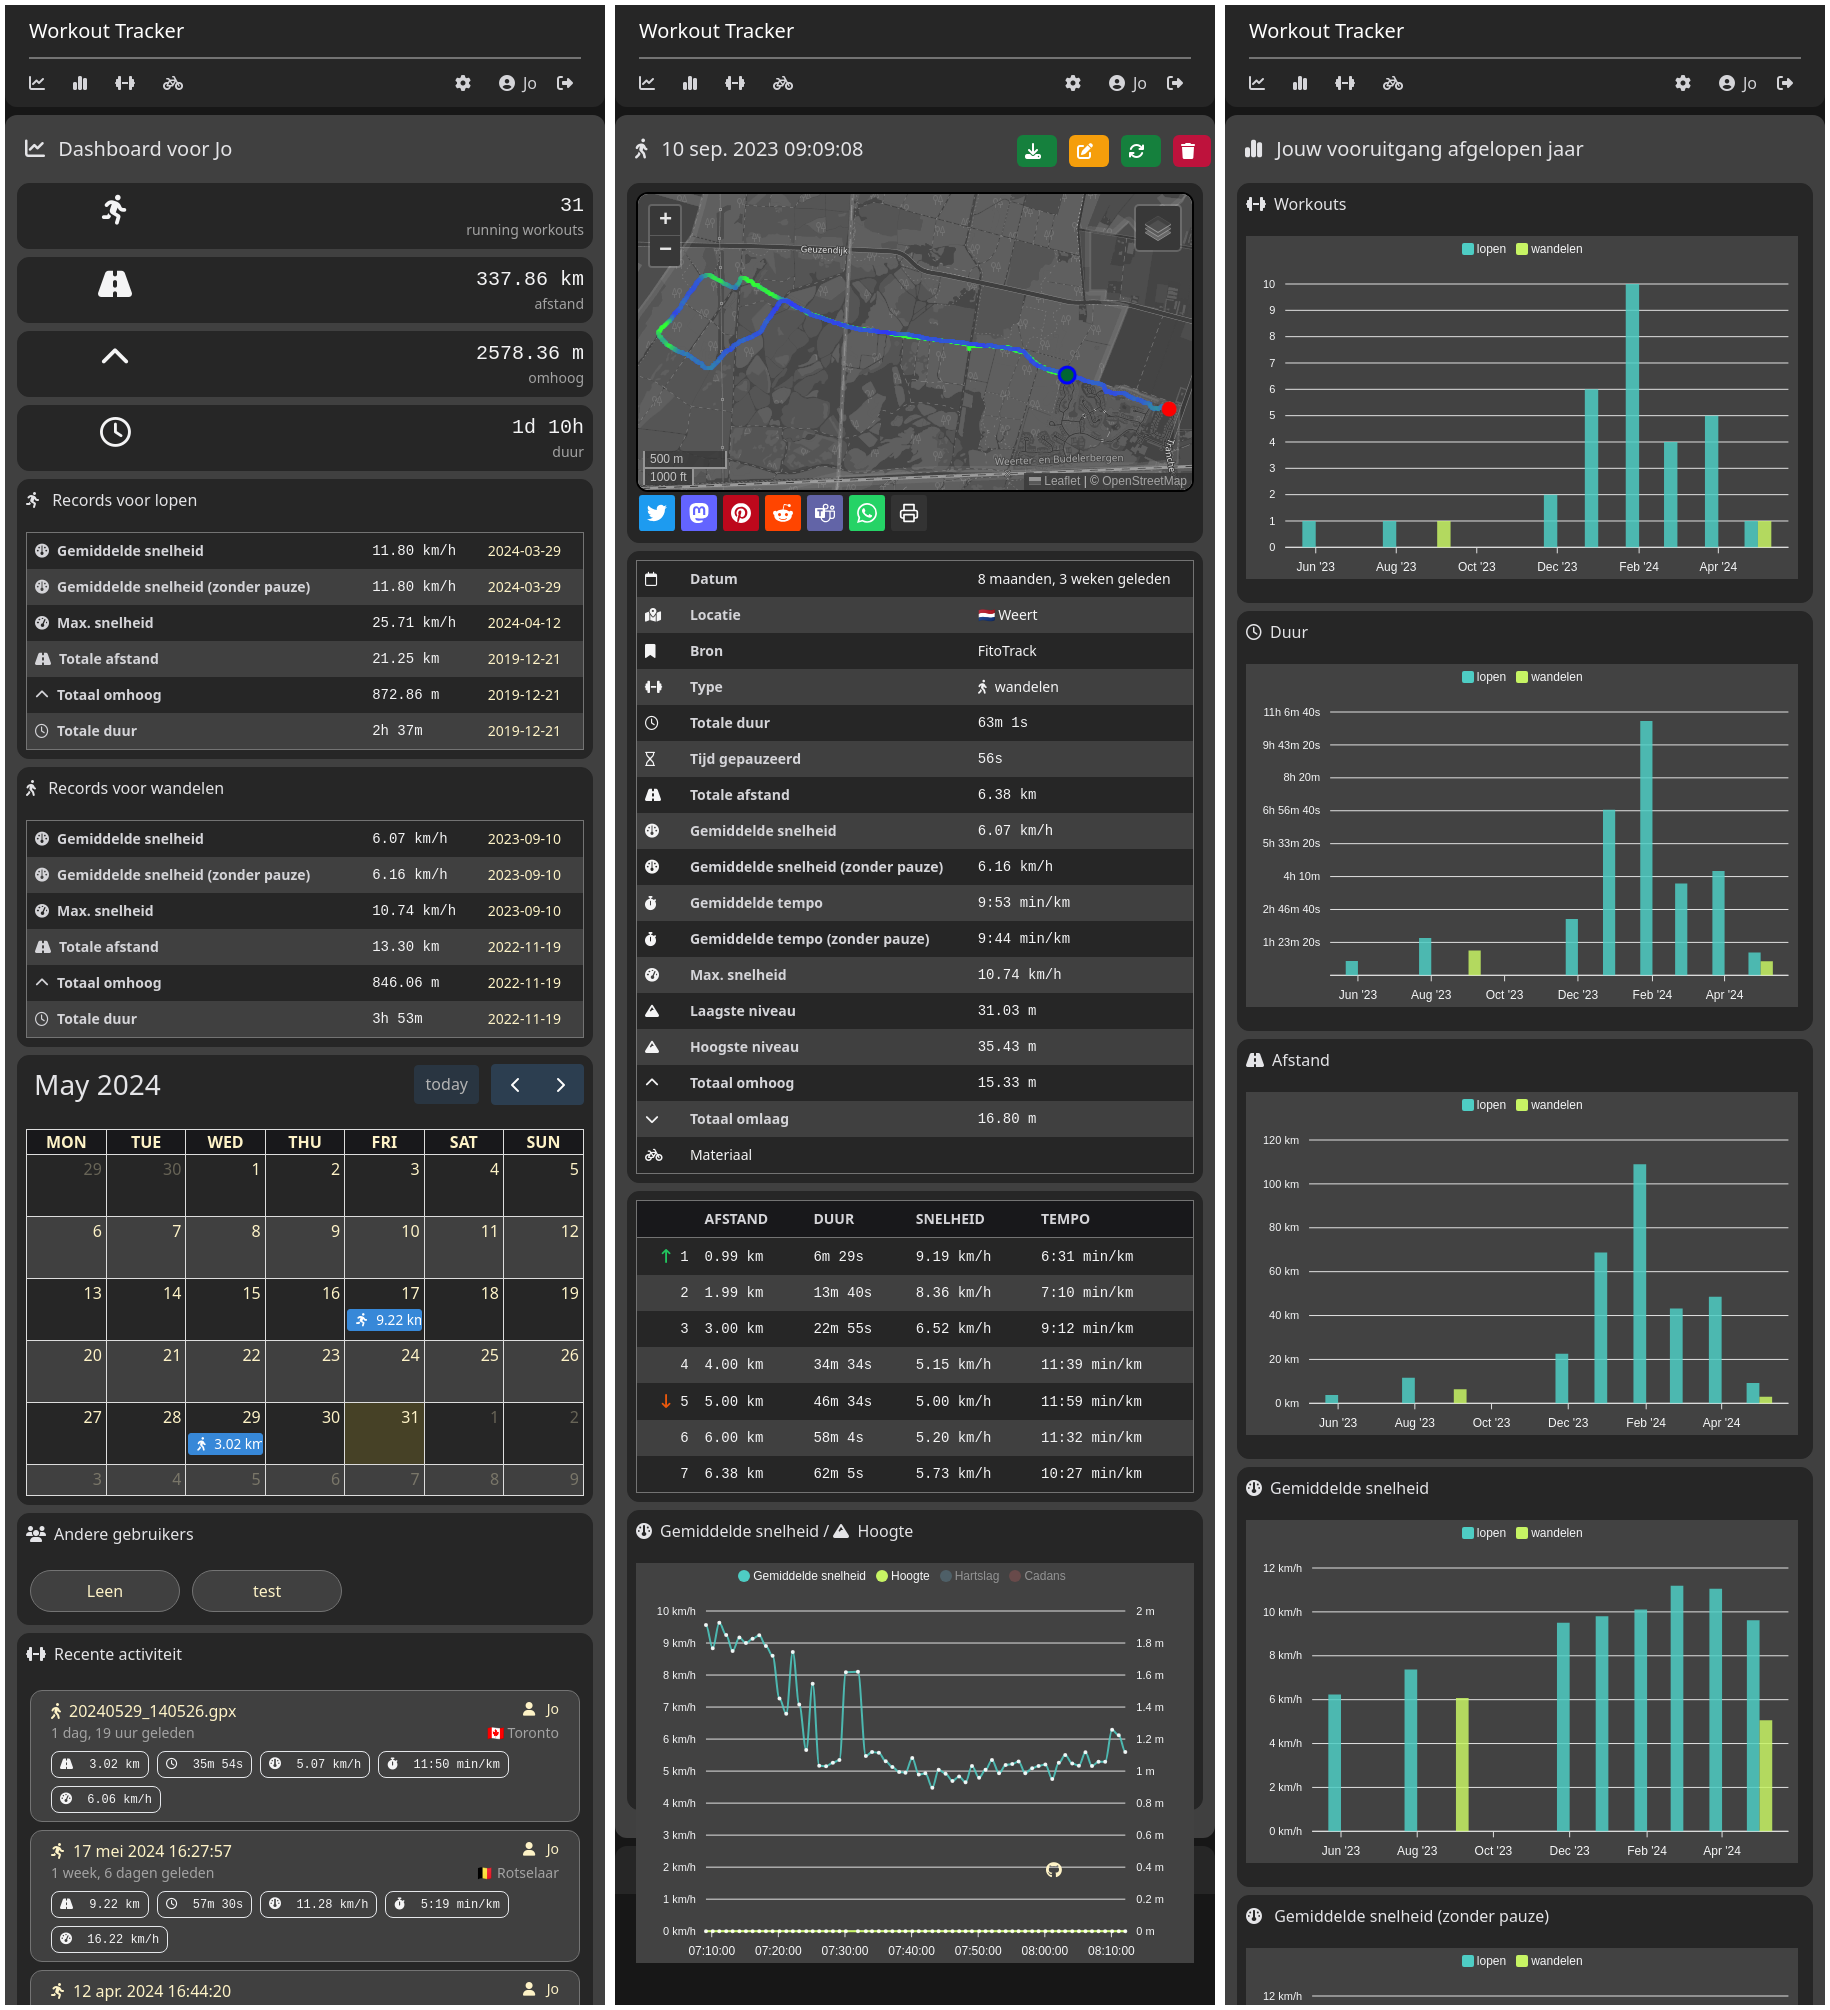 Workout Tracker
Jo
Dashboard voor Jo
31
running workouts
337.86 km
afstand
2578.36 m
omhoog
1d 10h
duur
Records voor lopen
Gemiddelde snelheid 11.80 km/h 2024-03-29
Gemiddelde snelheid (zonder pauze) 11.80 km/h 2024-03-29
Max. snelheid 25.71 km/h 2024-04-12
Totale afstand 21.25 km 2019-12-21
Totaal omhoog 872.86 m 2019-12-21
Totale duur 2h 37m 2019-12-21
Records voor wandelen
Gemiddelde snelheid 6.07 km/h 2023-09-10
Gemiddelde snelheid (zonder pauze) 6.16 km/h 2023-09-10
Max. snelheid 10.74 km/h 2023-09-10
Totale afstand 13.30 km 2022-11-19
Totaal omhoog 846.06 m 2022-11-19
Totale duur 3h 53m 2022-11-19
May 2024 today
MON TUE WED THU FRI SAT SUN
29 30 1 2 3 4 5
6 7 8 9 10 11 12
13 14 15 16 17 18 19
9.22 km
20 21 22 23 24 25 26
27 28 29 30 31 1 2
3.02 km
3 4 5 6 7 8 9
Andere gebruikers
Leen test
Recente activiteit
20240529_140526.gpx Jo
1 dag, 19 uur geleden Toronto
3.02 km 35m 54s 5.07 km/h 11:50 min/km
6.06 km/h
17 mei 2024 16:27:57 Jo
1 week, 6 dagen geleden Rotselaar
9.22 km 57m 30s 11.28 km/h 5:19 min/km
16.22 km/h
12 apr. 2024 16:44:20 Jo
Workout Tracker
Jo
10 sep. 2023 09:09:08
+
−
Geuzendijk
Weerter- en Budelerbergen
Tranche
500 m
1000 ft
Leaflet | © OpenStreetMap
Datum 8 maanden, 3 weken geleden
Locatie Weert
Bron FitoTrack
Type wandelen
Totale duur 63m 1s
Tijd gepauzeerd 56s
Totale afstand 6.38 km
Gemiddelde snelheid 6.07 km/h
Gemiddelde snelheid (zonder pauze) 6.16 km/h
Gemiddelde tempo 9:53 min/km
Gemiddelde tempo (zonder pauze) 9:44 min/km
Max. snelheid 10.74 km/h
Laagste niveau 31.03 m
Hoogste niveau 35.43 m
Totaal omhoog 15.33 m
Totaal omlaag 16.80 m
Materiaal
AFSTAND DUUR SNELHEID TEMPO
1 0.99 km 6m 29s 9.19 km/h 6:31 min/km
2 1.99 km 13m 40s 8.36 km/h 7:10 min/km
3 3.00 km 22m 55s 6.52 km/h 9:12 min/km
4 4.00 km 34m 34s 5.15 km/h 11:39 min/km
5 5.00 km 46m 34s 5.00 km/h 11:59 min/km
6 6.00 km 58m 4s 5.20 km/h 11:32 min/km
7 6.38 km 62m 5s 5.73 km/h 10:27 min/km
Gemiddelde snelheid / Hoogte
Gemiddelde snelheid Hoogte Hartslag Cadans
10 km/h 2 m
9 km/h 1.8 m
8 km/h 1.6 m
7 km/h 1.4 m
6 km/h 1.2 m
5 km/h 1 m
4 km/h 0.8 m
3 km/h 0.6 m
2 km/h 0.4 m
1 km/h 0.2 m
0 km/h 0 m
07:10:00 07:20:00 07:30:00 07:40:00 07:50:00 08:00:00 08:10:00
Workout Tracker
Jo
Jouw vooruitgang afgelopen jaar
Workouts
lopen wandelen
10
9
8
7
6
5
4
3
2
1
0
Jun '23 Aug '23 Oct '23 Dec '23 Feb '24 Apr '24
Duur
lopen wandelen
11h 6m 40s
9h 43m 20s
8h 20m
6h 56m 40s
5h 33m 20s
4h 10m
2h 46m 40s
1h 23m 20s
Jun '23 Aug '23 Oct '23 Dec '23 Feb '24 Apr '24
Afstand
lopen wandelen
120 km
100 km
80 km
60 km
40 km
20 km
0 km
Jun '23 Aug '23 Oct '23 Dec '23 Feb '24 Apr '24
Gemiddelde snelheid
lopen wandelen
12 km/h
10 km/h
8 km/h
6 km/h
4 km/h
2 km/h
0 km/h
Jun '23 Aug '23 Oct '23 Dec '23 Feb '24 Apr '24
Gemiddelde snelheid (zonder pauze)
lopen wandelen
12 km/h